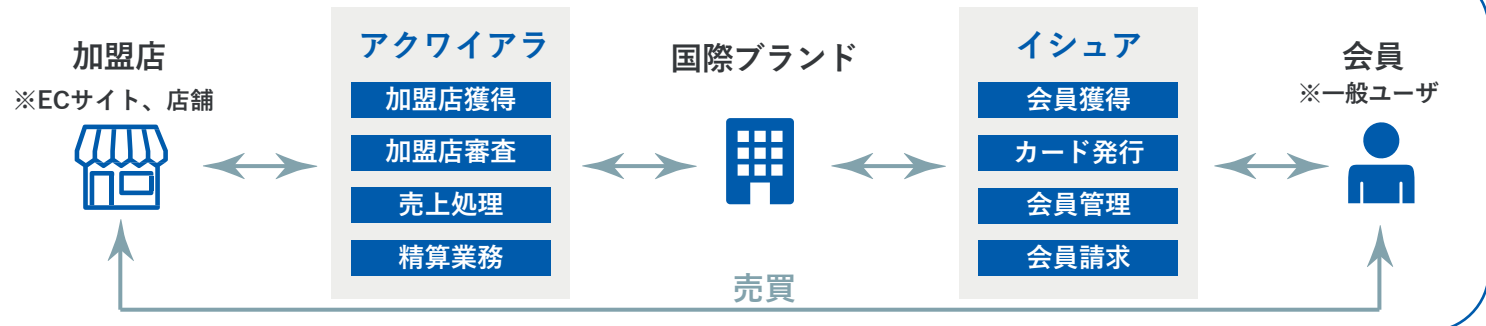 加盟店
※ECサイト、店舗
アクワイアラ
加盟店獲得
加盟店審査
売上処理
精算業務
国際ブランド
イシュア
会員獲得
カード発行
会員管理
会員請求
会員
※一般ユーザ
売買